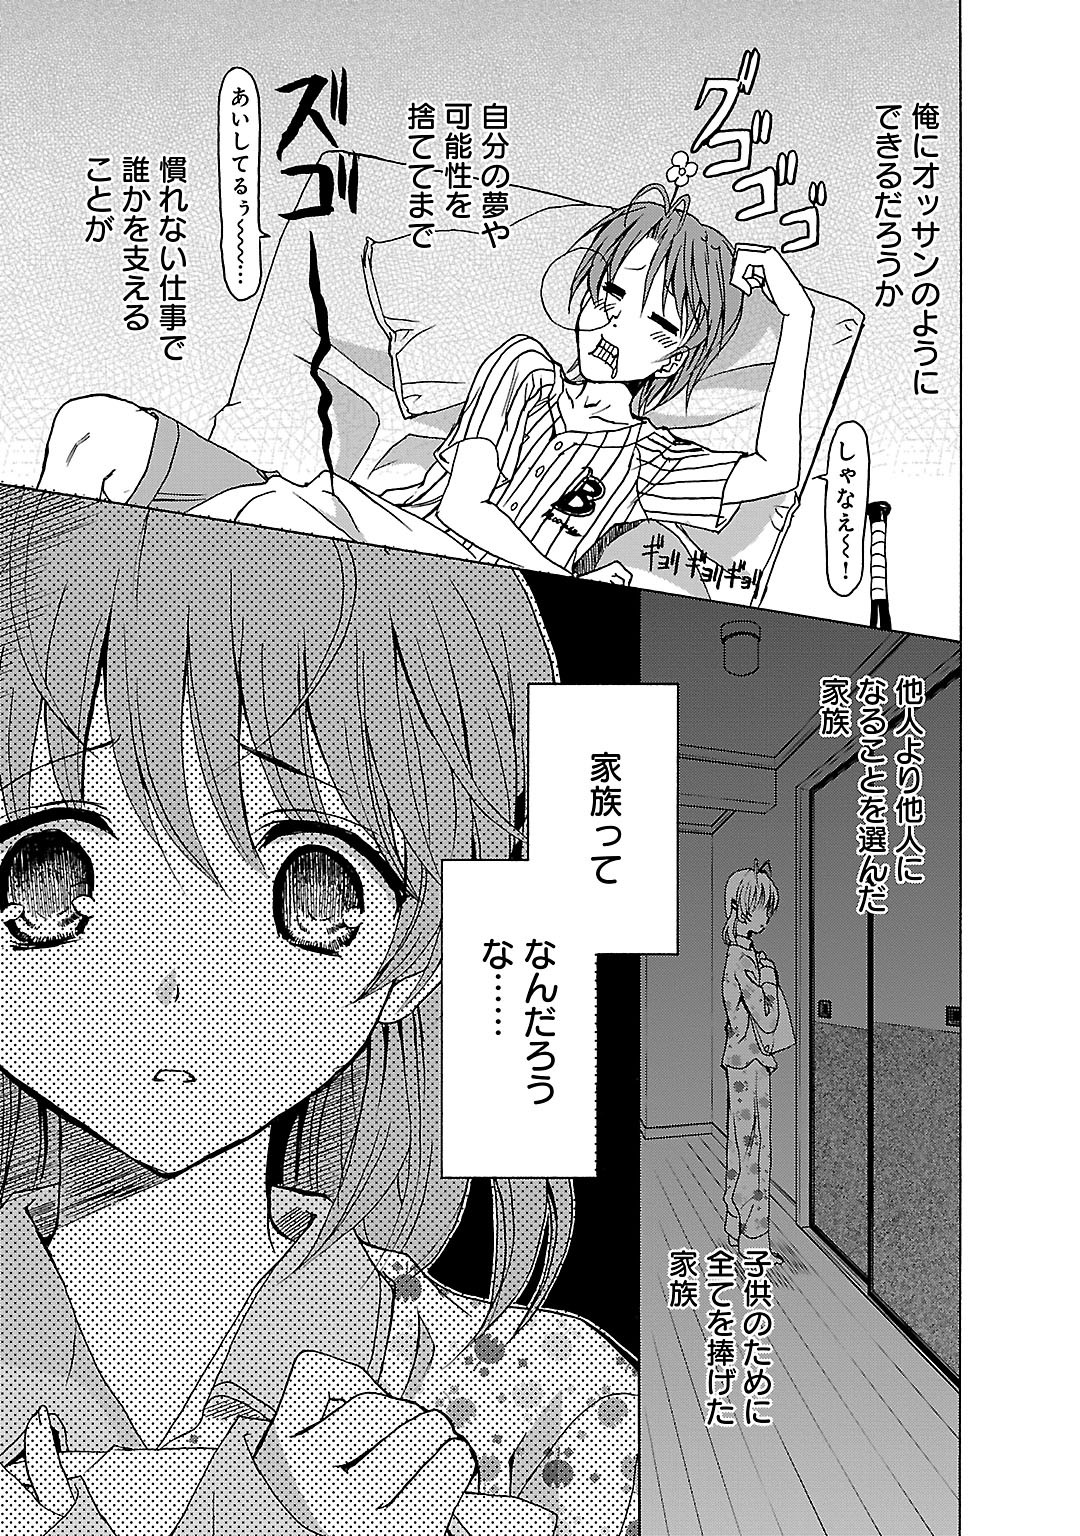 俺にオッサンのように
できるだろうか
グゴゴゴ
自分の夢や
可能性を
捨ててまで
ズゴゴ
あいしてるぅ～～～…
慣れない仕事で
誰かを支える
ことが
しゃなえ～～！
B
ギョリ
ギョリ
ギョリ
他人より他人に
なることを選んだ
家族
家族って
なんだろう
な……
子供のために
全てを捧げた
家族